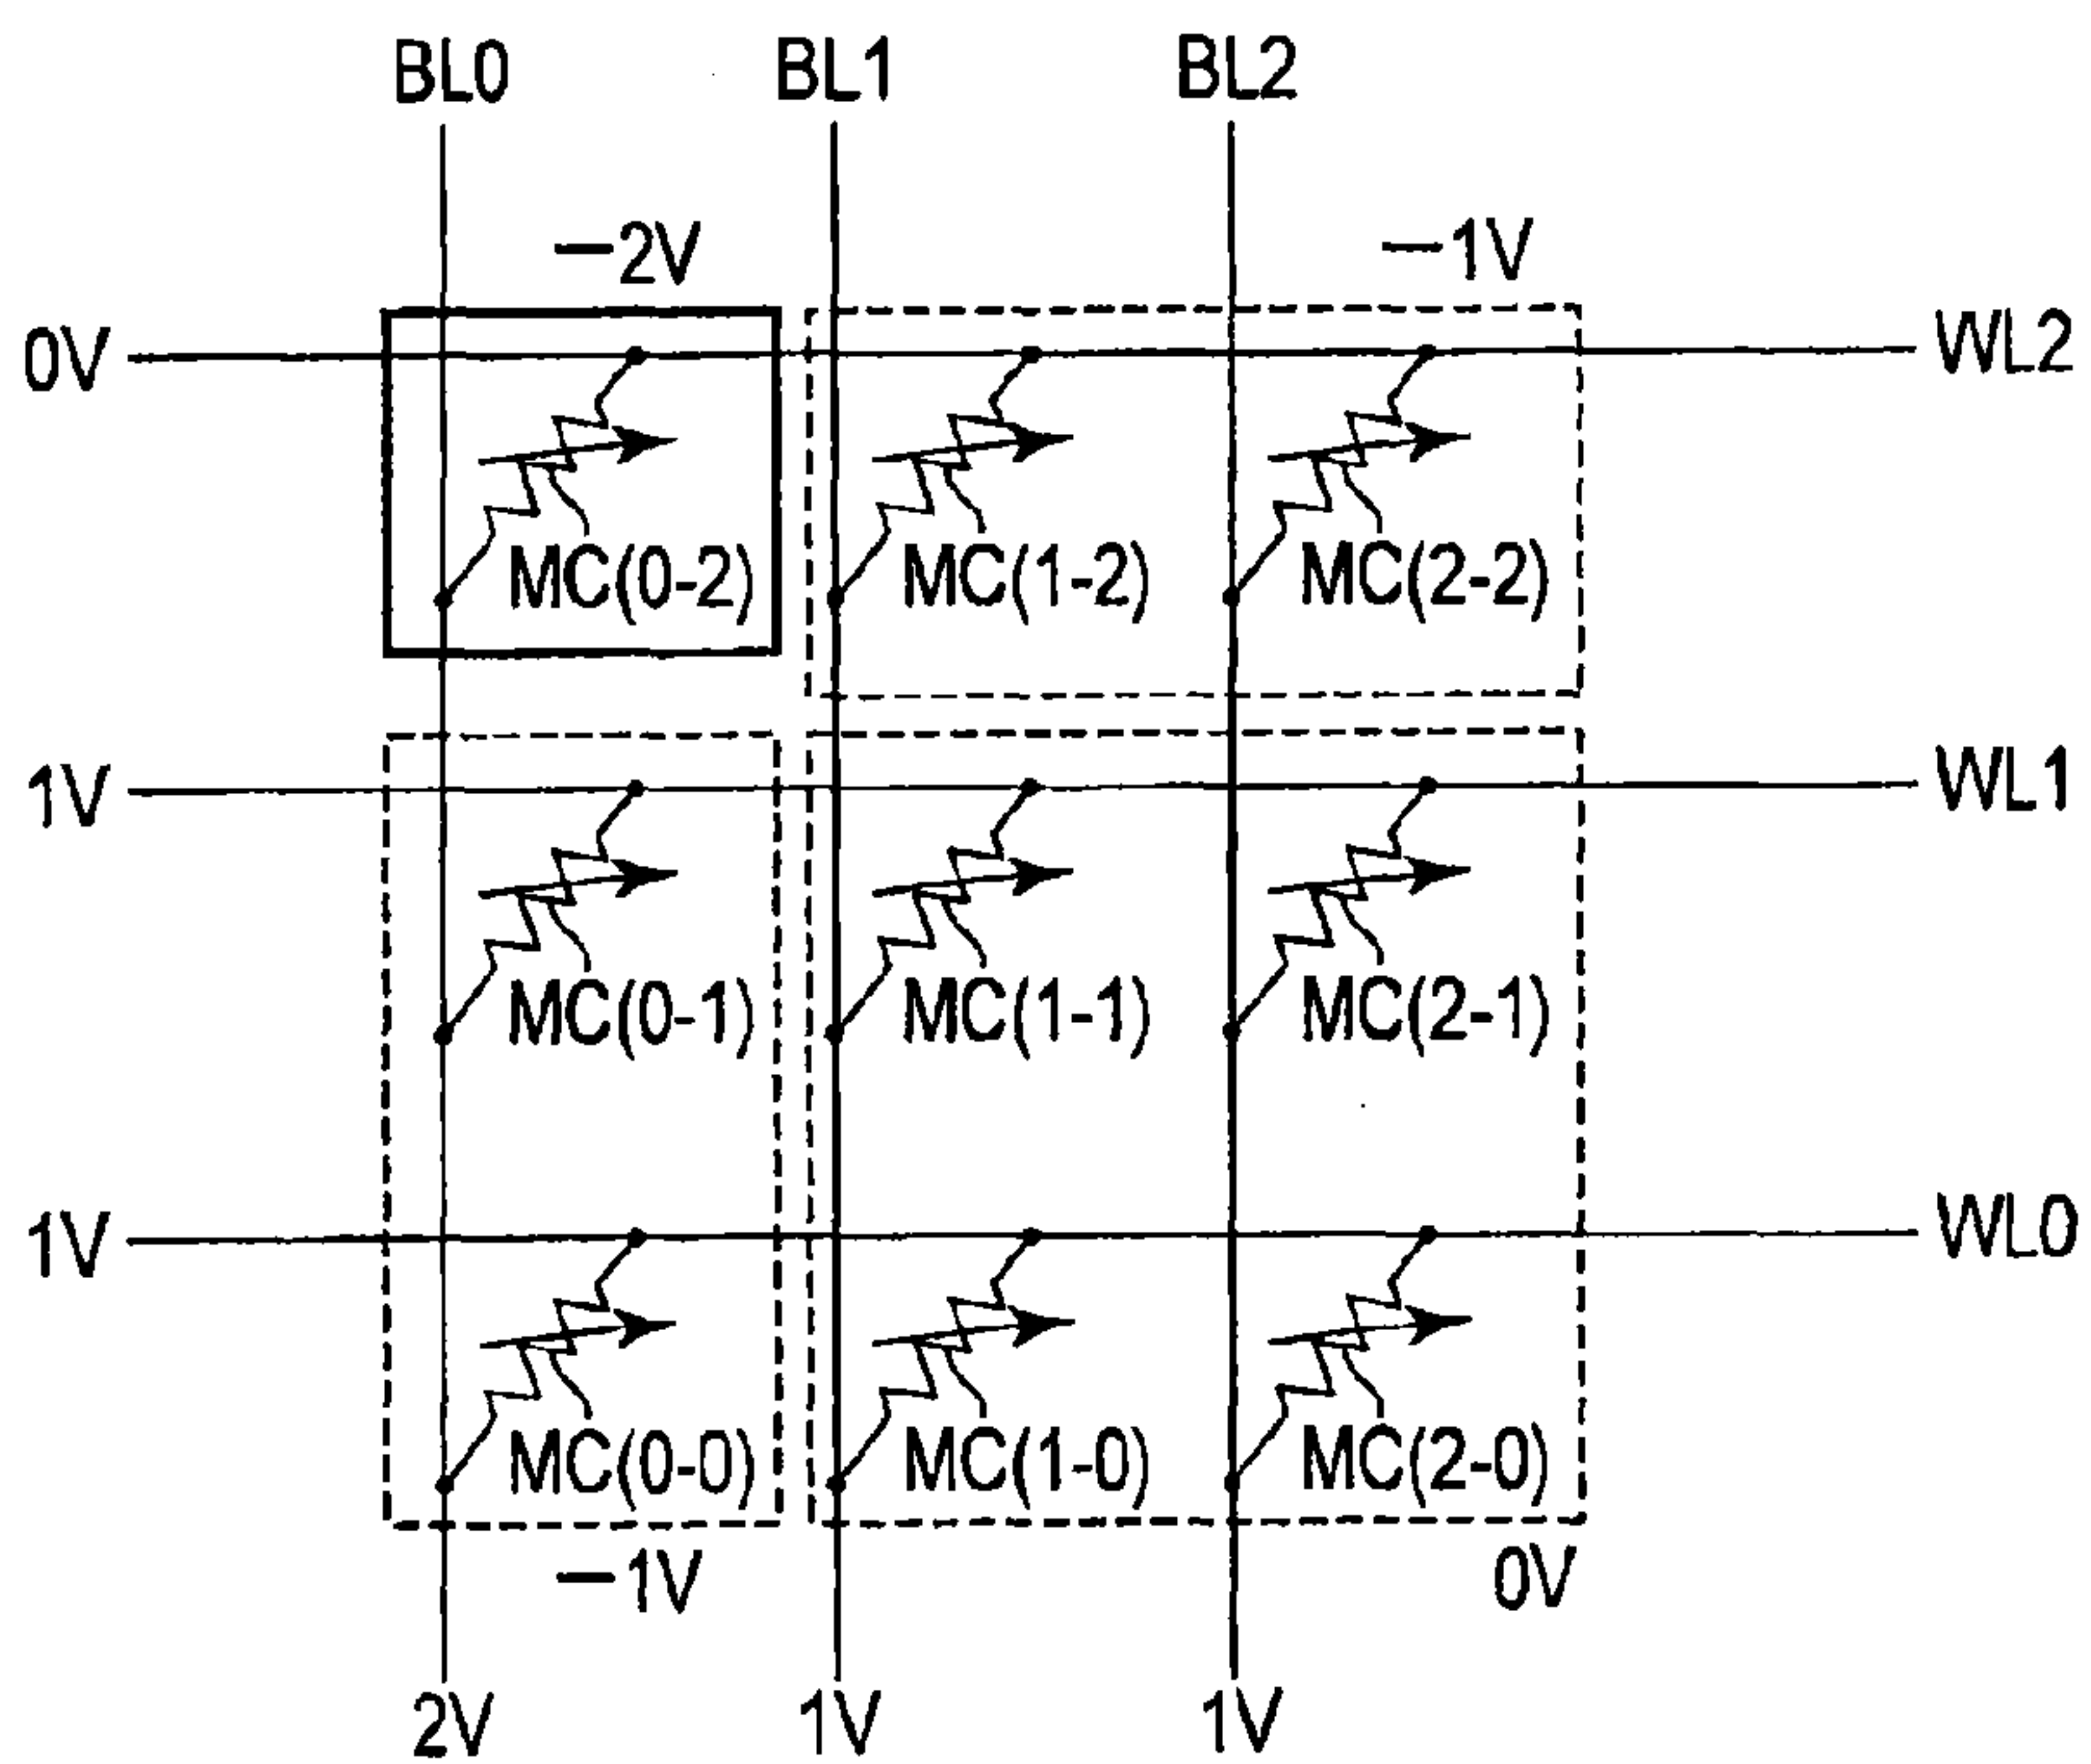 BL0 BL1 BL2
−2V −1V
0V WL2
MC(0-2) MC(1-2) MC(2-2)
1V WL1
MC(0-1) MC(1-1) MC(2-1)
1V WL0
MC(0-0) MC(1-0) MC(2-0)
−1V 0V
2V 1V 1V